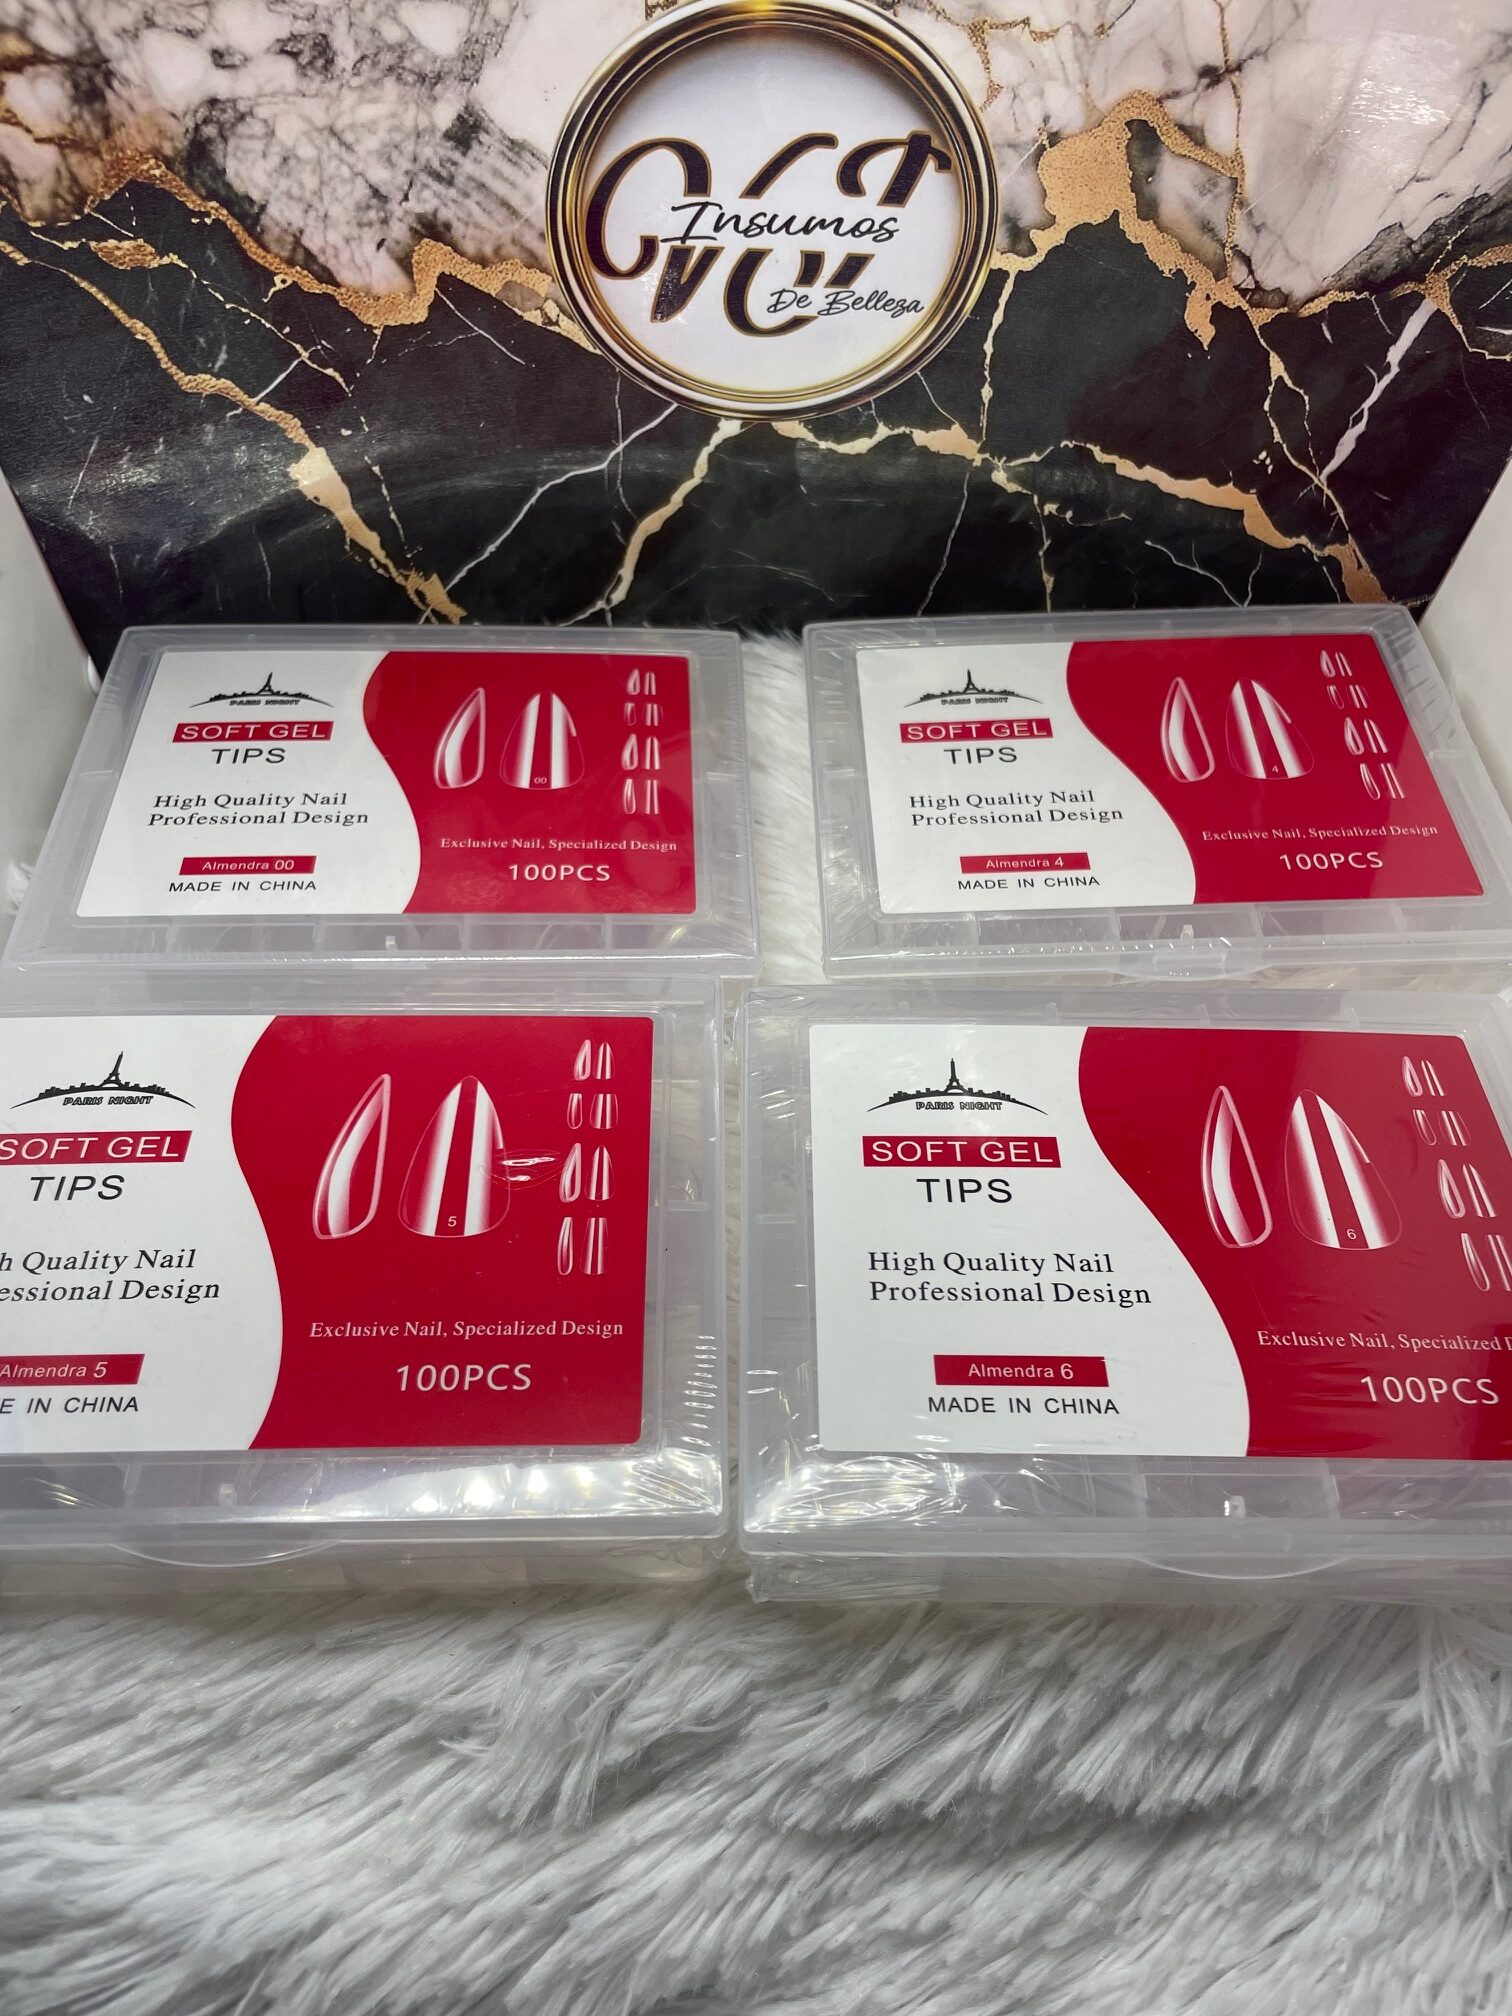 Insumos
De Belleza
PARIS NIGHT
SOFT GEL
TIPS
High Quality Nail
Professional Design
Almendra 00
MADE IN CHINA
00
Exclusive Nail, Specialized Design
100PCS
PARIS NIGHT
SOFT GEL
TIPS
High Quality Nail
Professional Design
Almendra 4
MADE IN CHINA
4
Exclusive Nail, Specialized Design
100PCS
PARIS NIGHT
SOFT GEL
TIPS
h Quality Nail
essional Design
Almendra 5
E IN CHINA
5
Exclusive Nail, Specialized Design
100PCS
PARIS NIGHT
SOFT GEL
TIPS
High Quality Nail
Professional Design
Almendra 6
MADE IN CHINA
6
Exclusive Nail, Specialized
100PCS